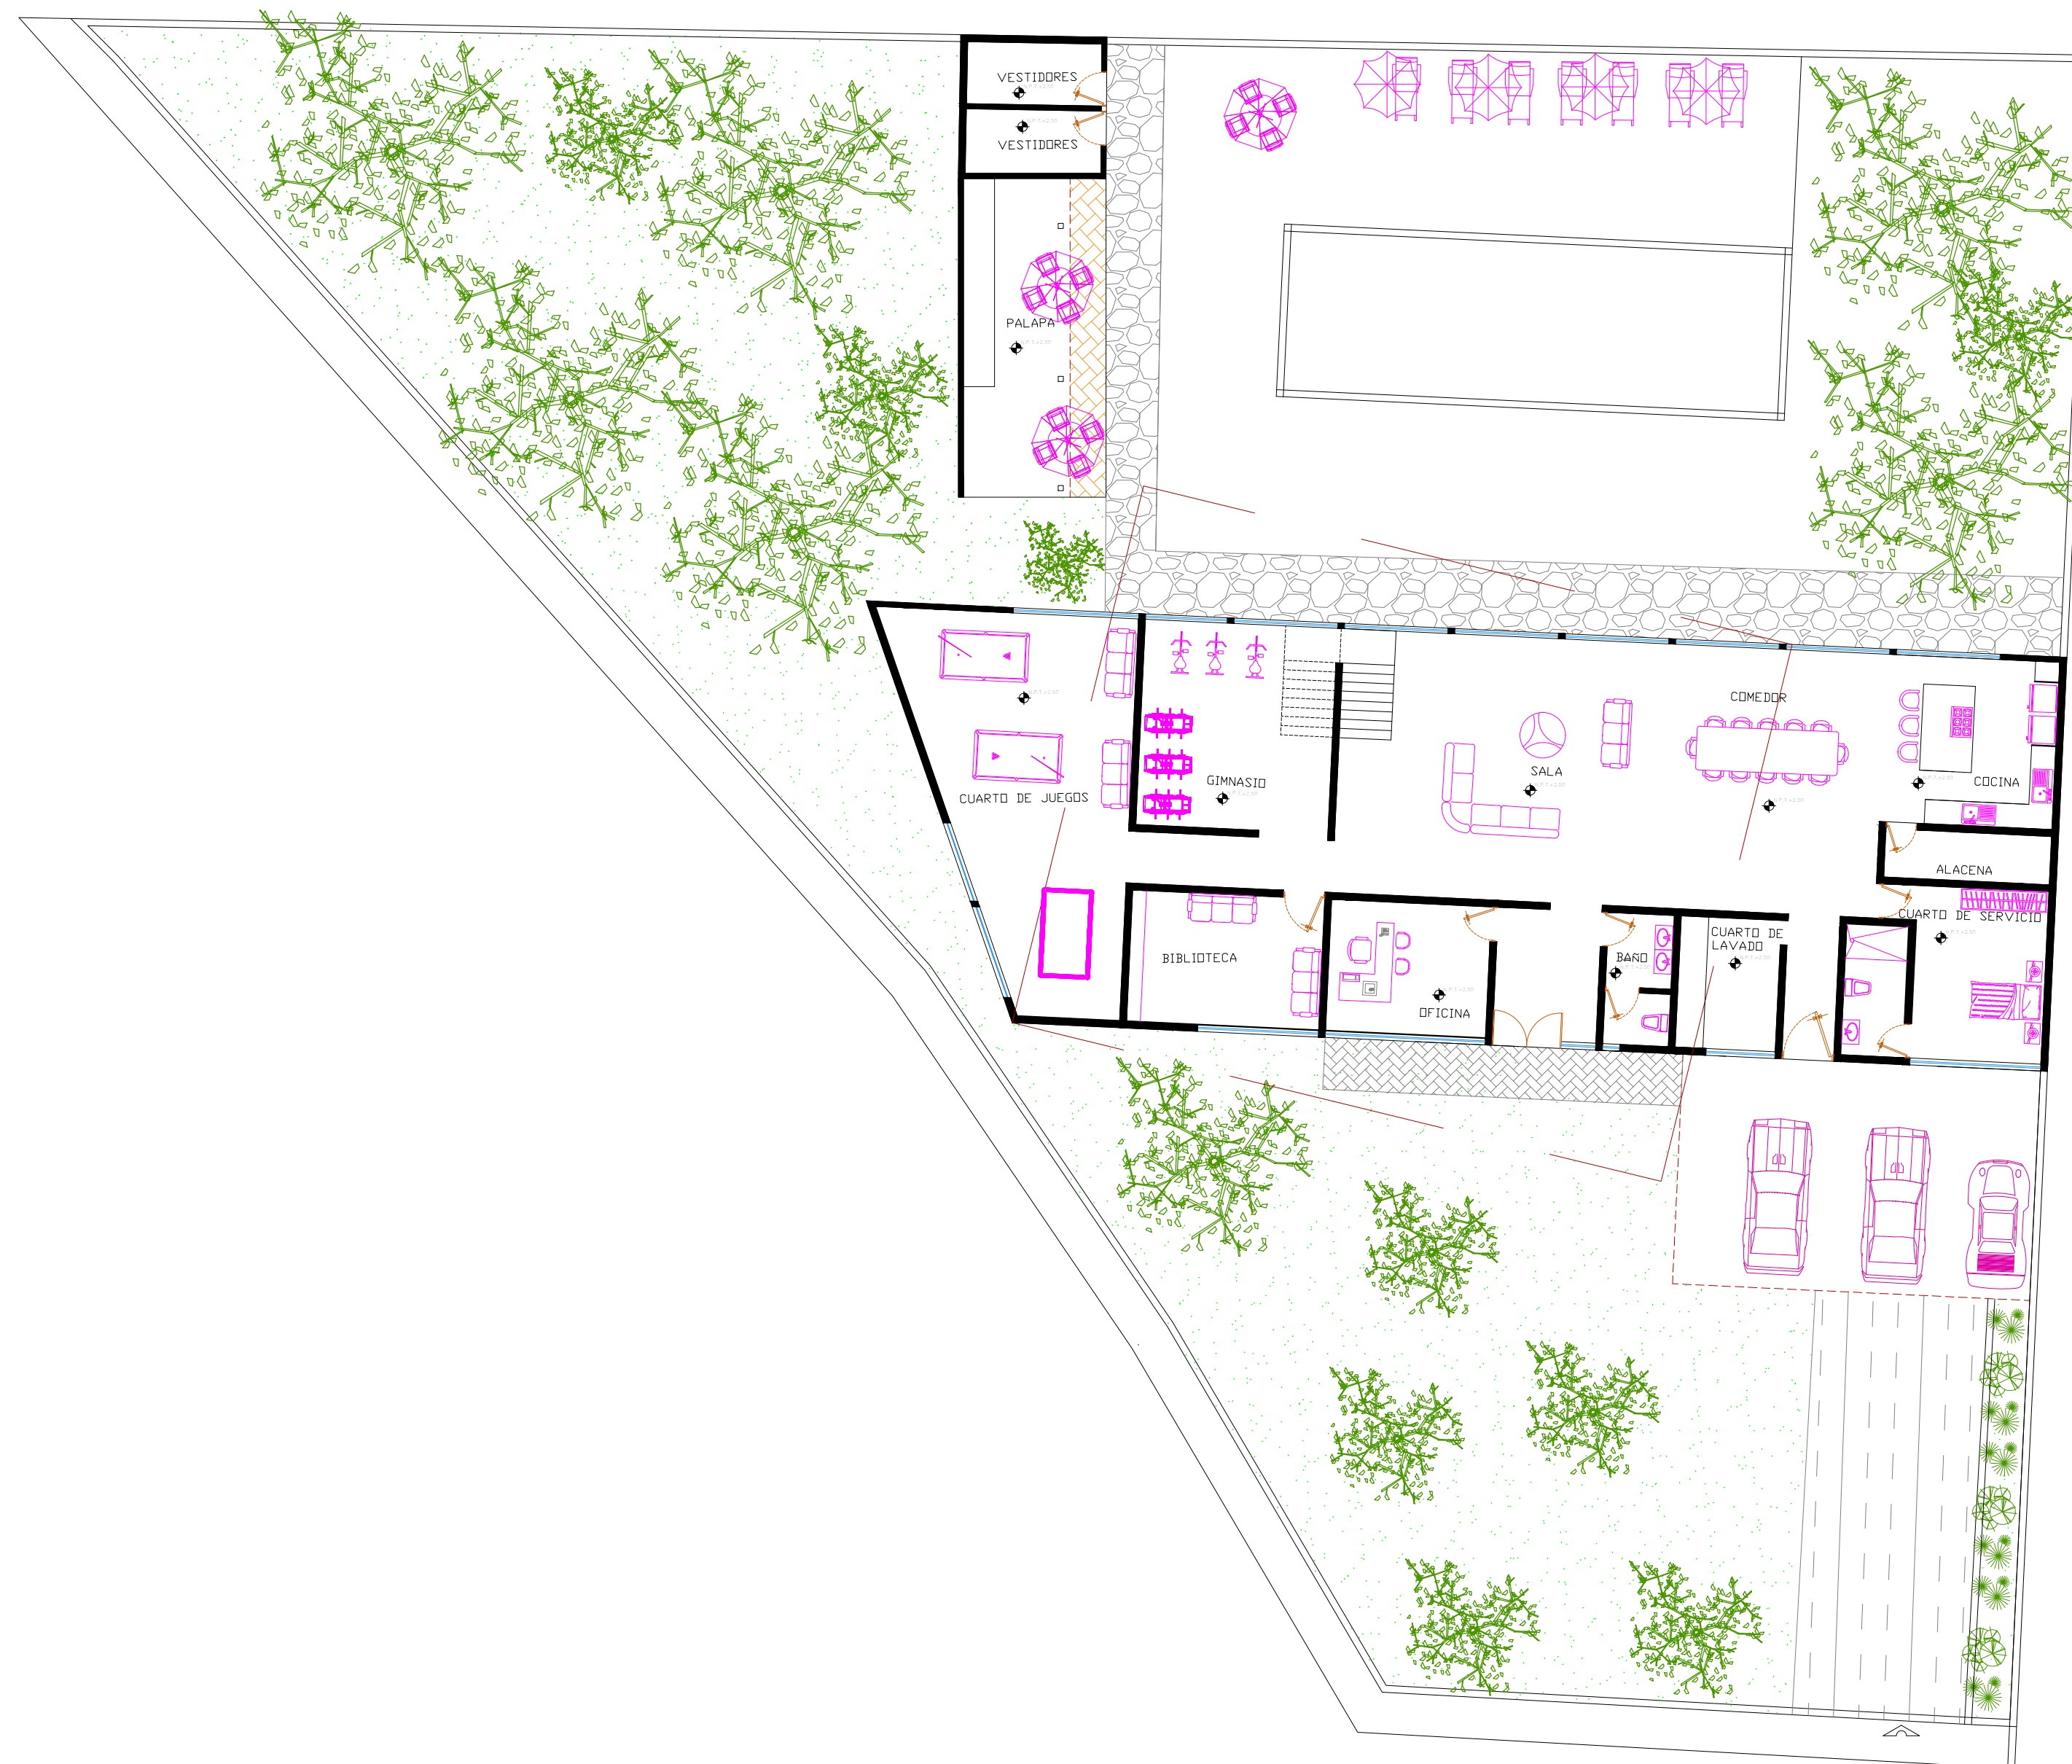 VESTIDORES
VESTIDORES
PALAPA
COMEDOR
SALA
COCINA
GIMNASIO
CUARTO DE JUEGOS
ALACENA
CUARTO DE SERVICIO
CUARTO DE
LAVADO
BAÑO
BIBLIOTECA
OFICINA